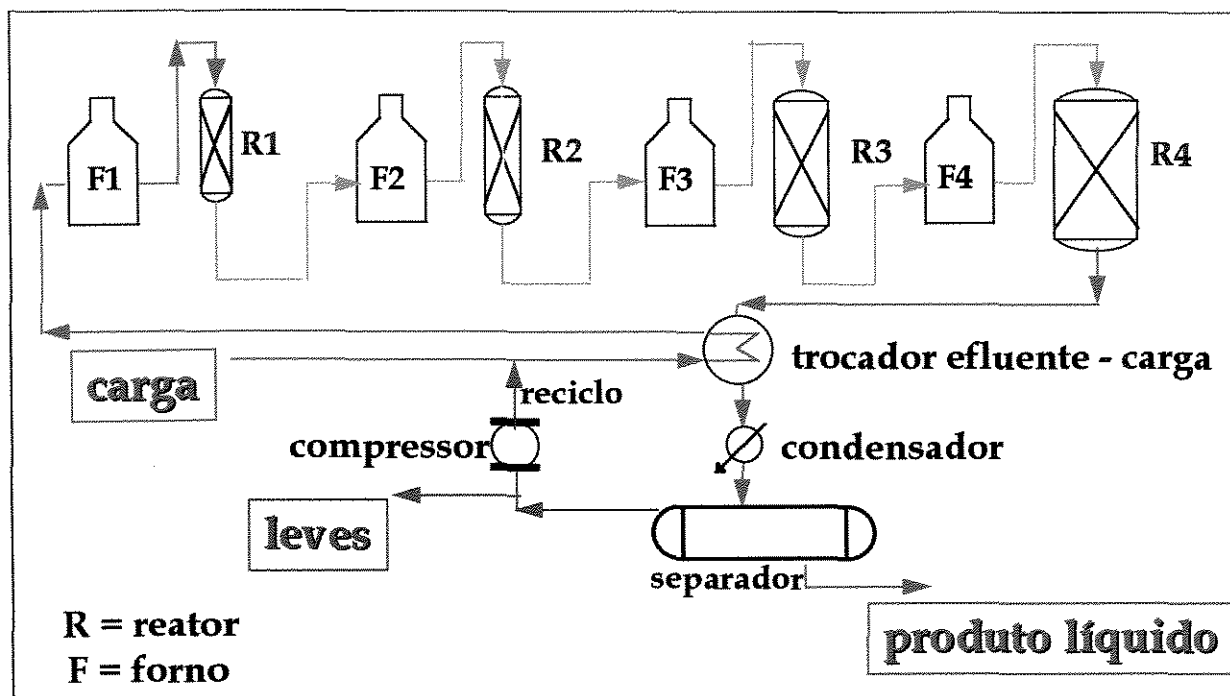 F1
R1
F2
R2
F3
R3
F4
R4
carga
reciclo
trocador efluente - carga
compressor
condensador
leves
separador
R = reator
F = forno
produto líquido